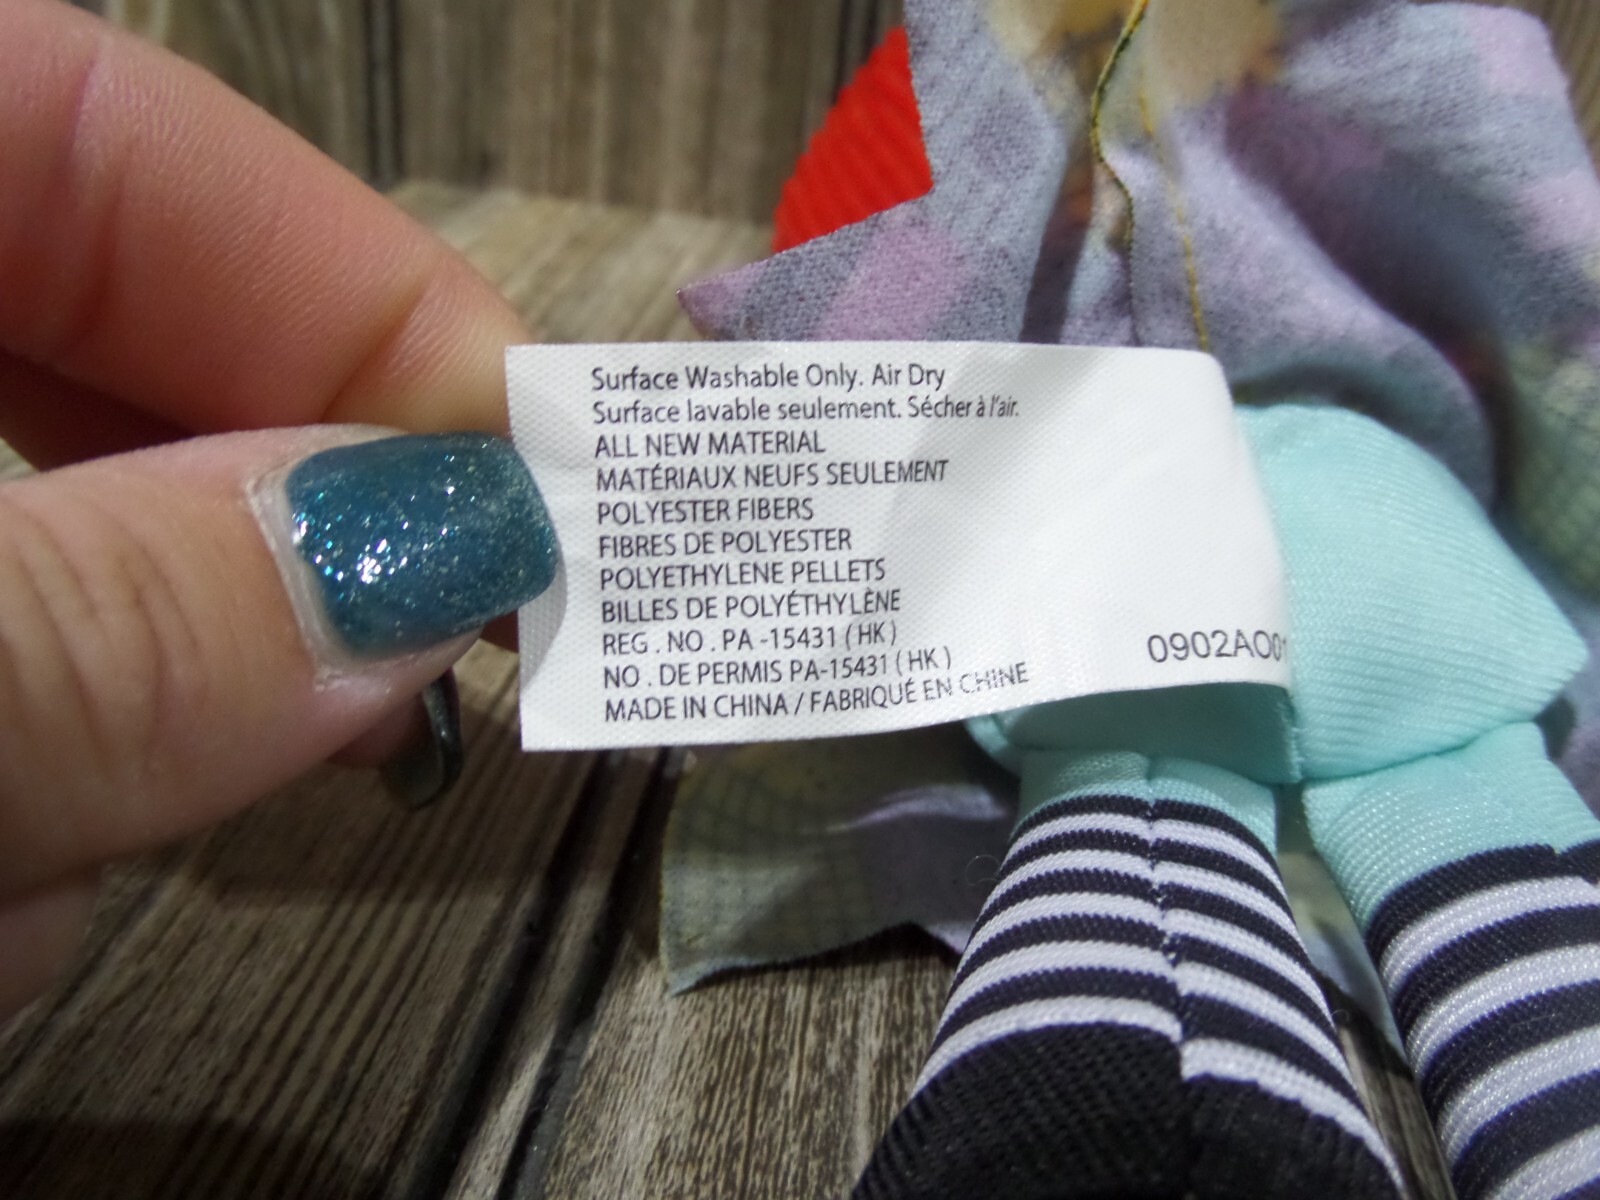 Surface Washable Only. Air Dry
Surface lavable seulement. Sécher à l'air.
ALL NEW MATERIAL
MATÉRIAUX NEUFS SEULEMENT
POLYESTER FIBERS
FIBRES DE POLYESTER
POLYETHYLENE PELLETS
BILLES DE POLYÉTHYLÈNE
REG . NO . PA -15431 ( HK )
NO . DE PERMIS PA-15431 ( HK )
MADE IN CHINA / FABRIQUÉ EN CHINE